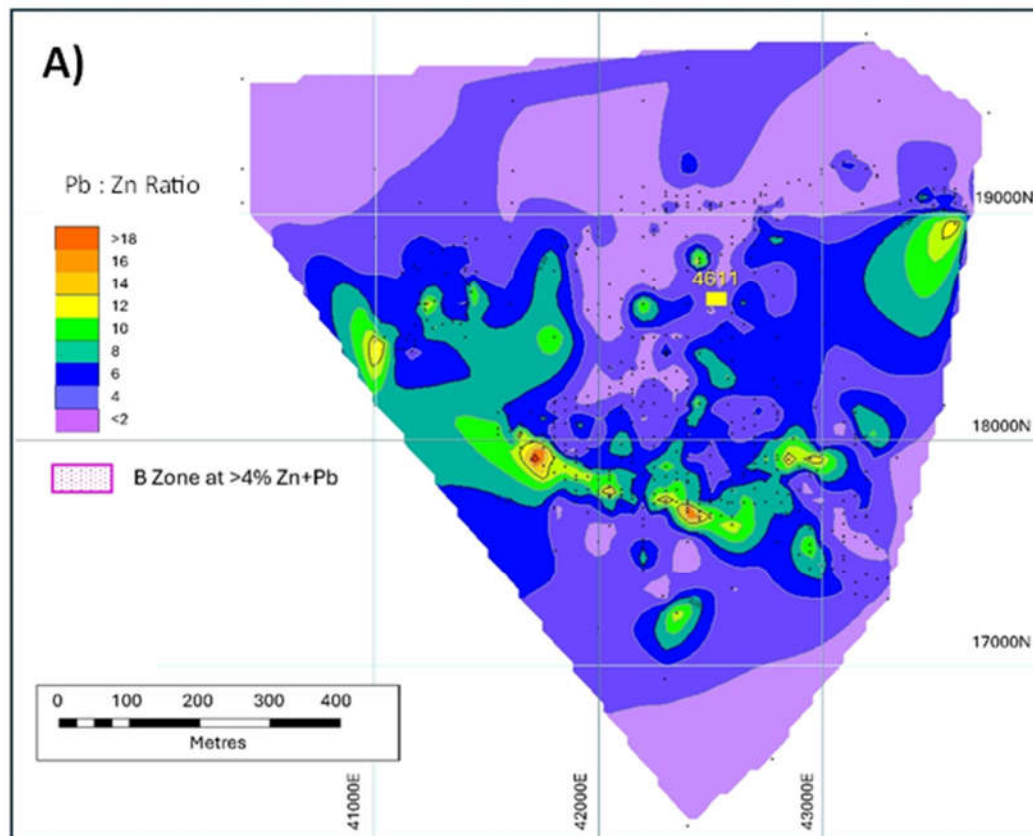 A)
Pb : Zn Ratio
>18
16
14
12
10
8
6
4
<2
B Zone at >4% Zn+Pb
4611
19000N
18000N
17000N
0 100 200 300 400
Metres
41000E
42000E
43000E